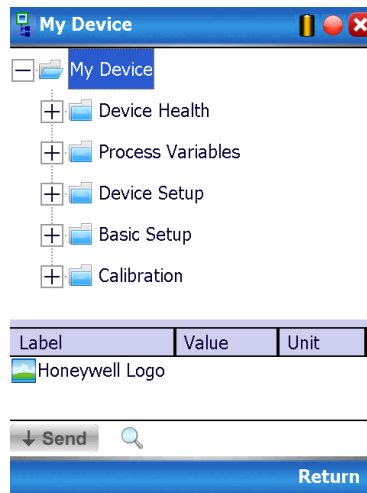 My Device
My Device
Device Health
Process Variables
Device Setup
Basic Setup
Calibration
Label Value Unit
Honeywell Logo
Send
Return